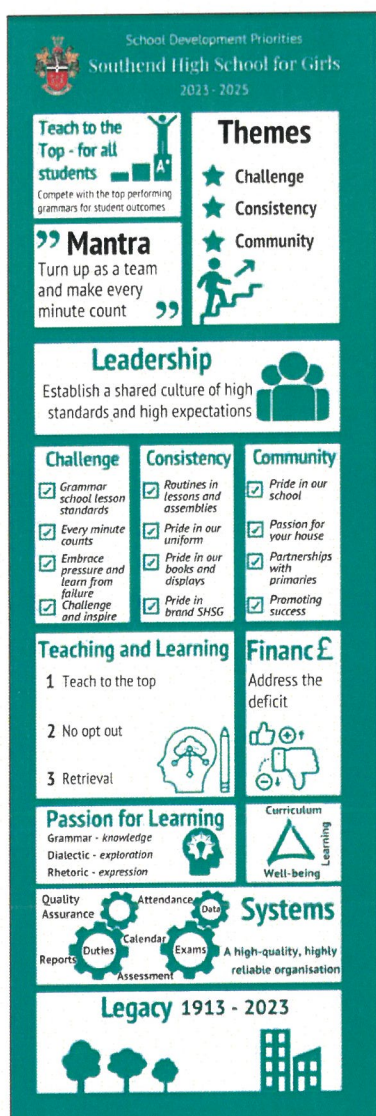 School Development Priorities
Southend High School for Girls
2023 - 2025
Teach to the
Top - for all
students
A*
Compete with the top performing
grammars for student outcomes
Themes
Challenge
Consistency
Community
” Mantra
Turn up as a team
and make every
minute count ”
Leadership
Establish a shared culture of high
standards and high expectations
Challenge
Grammar
school lesson
standards
Every minute
counts
Embrace
pressure and
learn from
failure
Challenge
and inspire
Consistency
Routines in
lessons and
assemblies
Pride in our
uniform
Pride in our
books and
displays
Pride in
brand SHSG
Community
Pride in our
school
Passion for
your house
Partnerships
with
primaries
Promoting
success
Teaching and Learning
1 Teach to the top
2 No opt out
3 Retrieval
Financ£
Address the
deficit
Passion for Learning
Grammar - knowledge
Dialectic - exploration
Rhetoric - expression
Curriculum
Learning
Well-being
Quality
Assurance
Attendance
Data
Duties
Calendar
Exams
Reports
Assessment
Systems
A high-quality, highly
reliable organisation
Legacy 1913 - 2023